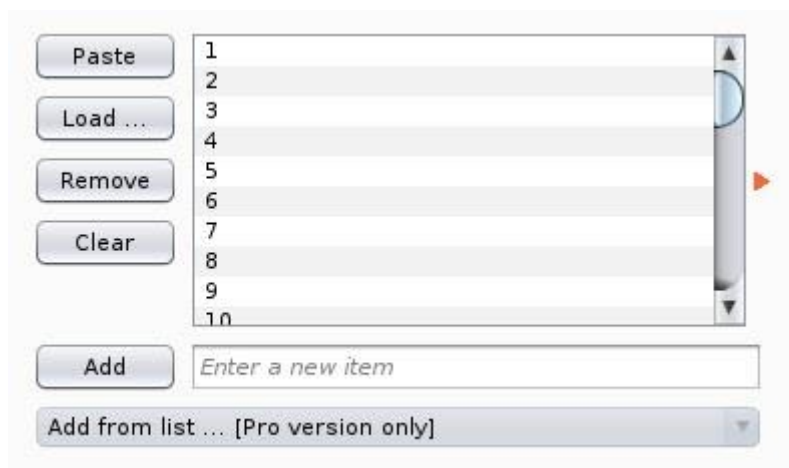 Paste
Load ...
Remove
Clear
1
2
3
4
5
6
7
8
9
10
Add
Enter a new item
Add from list ... [Pro version only]